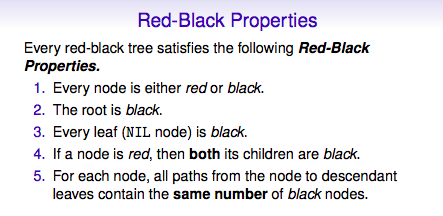 Red-Black Properties
Every red-black tree satisfies the following Red-Black
Properties.
1. Every node is either red or black.
2. The root is black.
3. Every leaf (NIL node) is black.
4. If a node is red, then both its children are black.
5. For each node, all paths from the node to descendant
leaves contain the same number of black nodes.